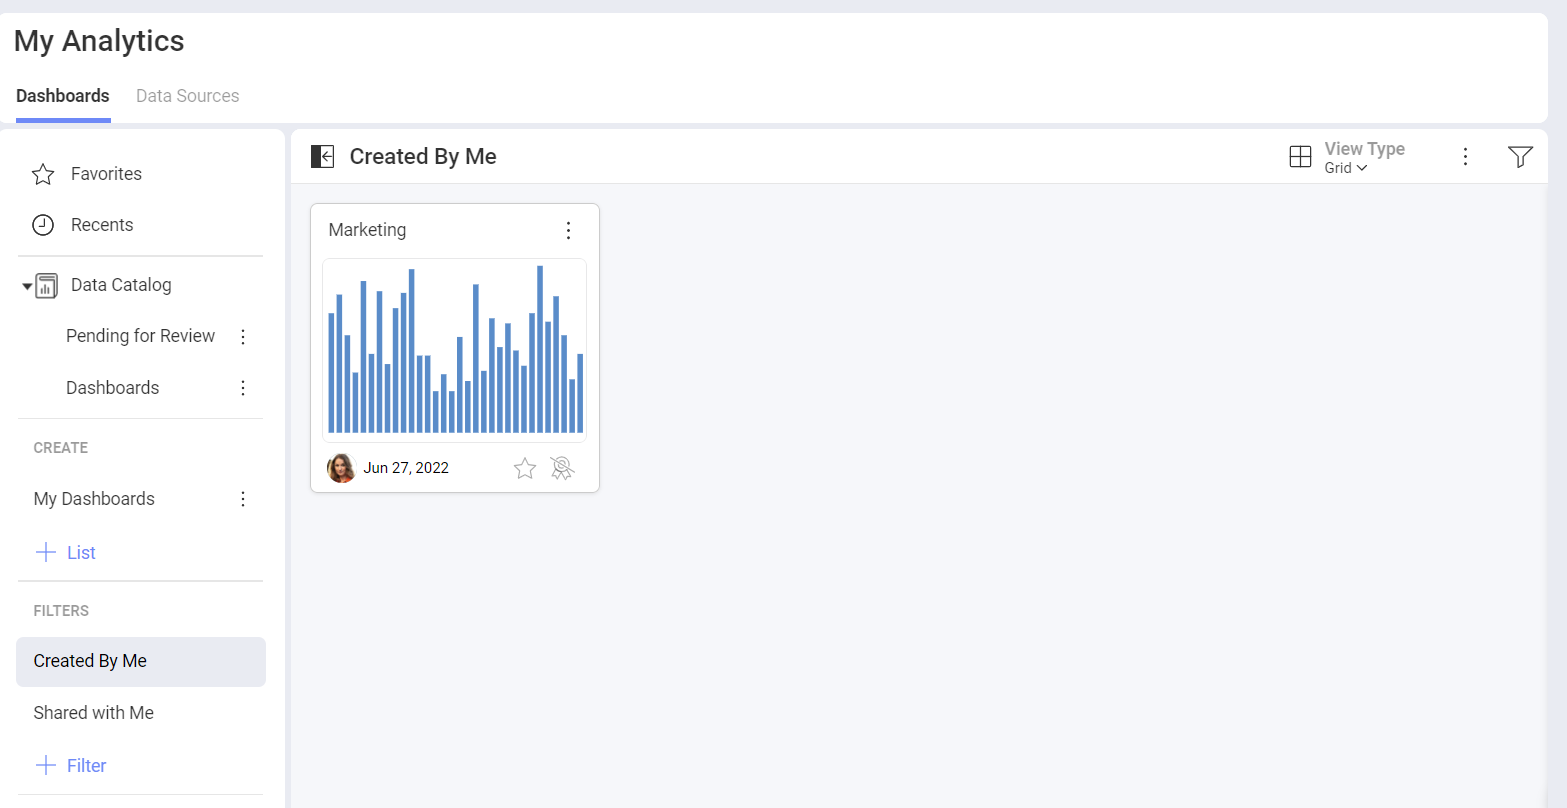 My Analytics
Dashboards
Data Sources
Favorites
Recents
Data Catalog
Pending for Review
Dashboards
CREATE
My Dashboards
List
FILTERS
Created By Me
Shared with Me
Filter
Created By Me
View Type
Grid
Marketing
Jun 27, 2022